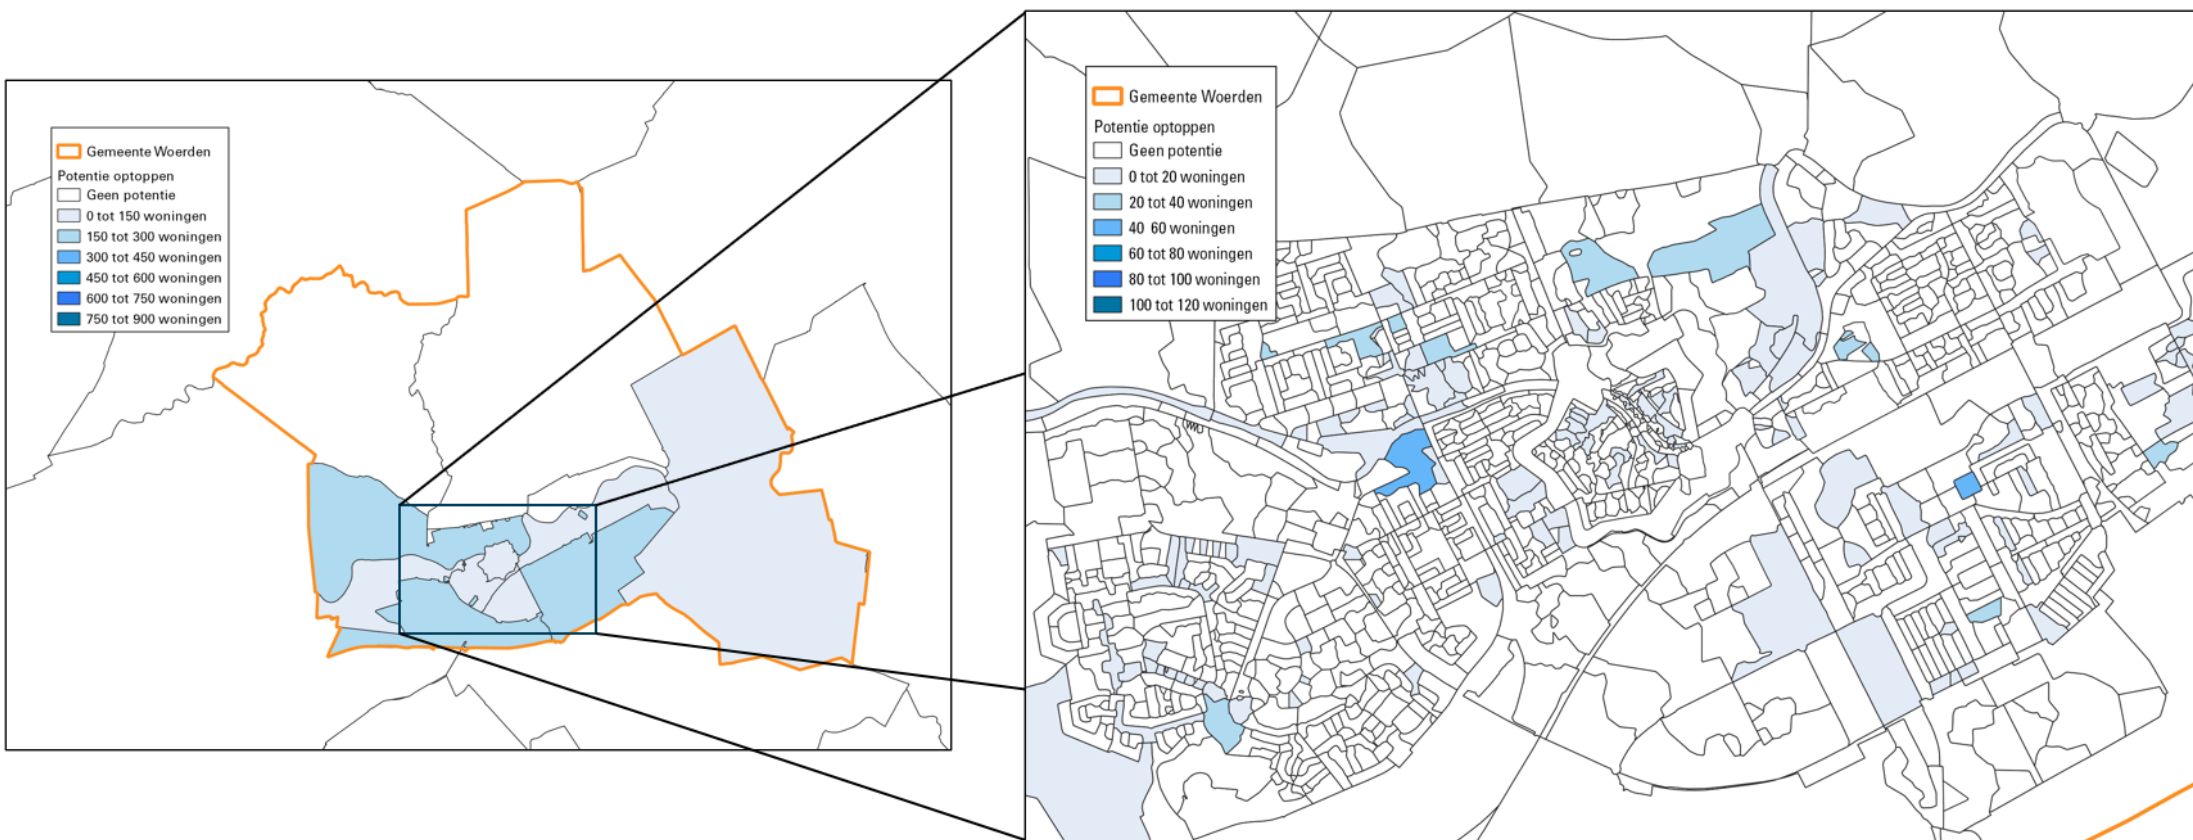 Gemeente Woerden
Potentie optoppen
Geen potentie
0 tot 150 woningen
150 tot 300 woningen
300 tot 450 woningen
450 tot 600 woningen
600 tot 750 woningen
750 tot 900 woningen
Gemeente Woerden
Potentie optoppen
Geen potentie
0 tot 20 woningen
20 tot 40 woningen
40 60 woningen
60 tot 80 woningen
80 tot 100 woningen
100 tot 120 woningen